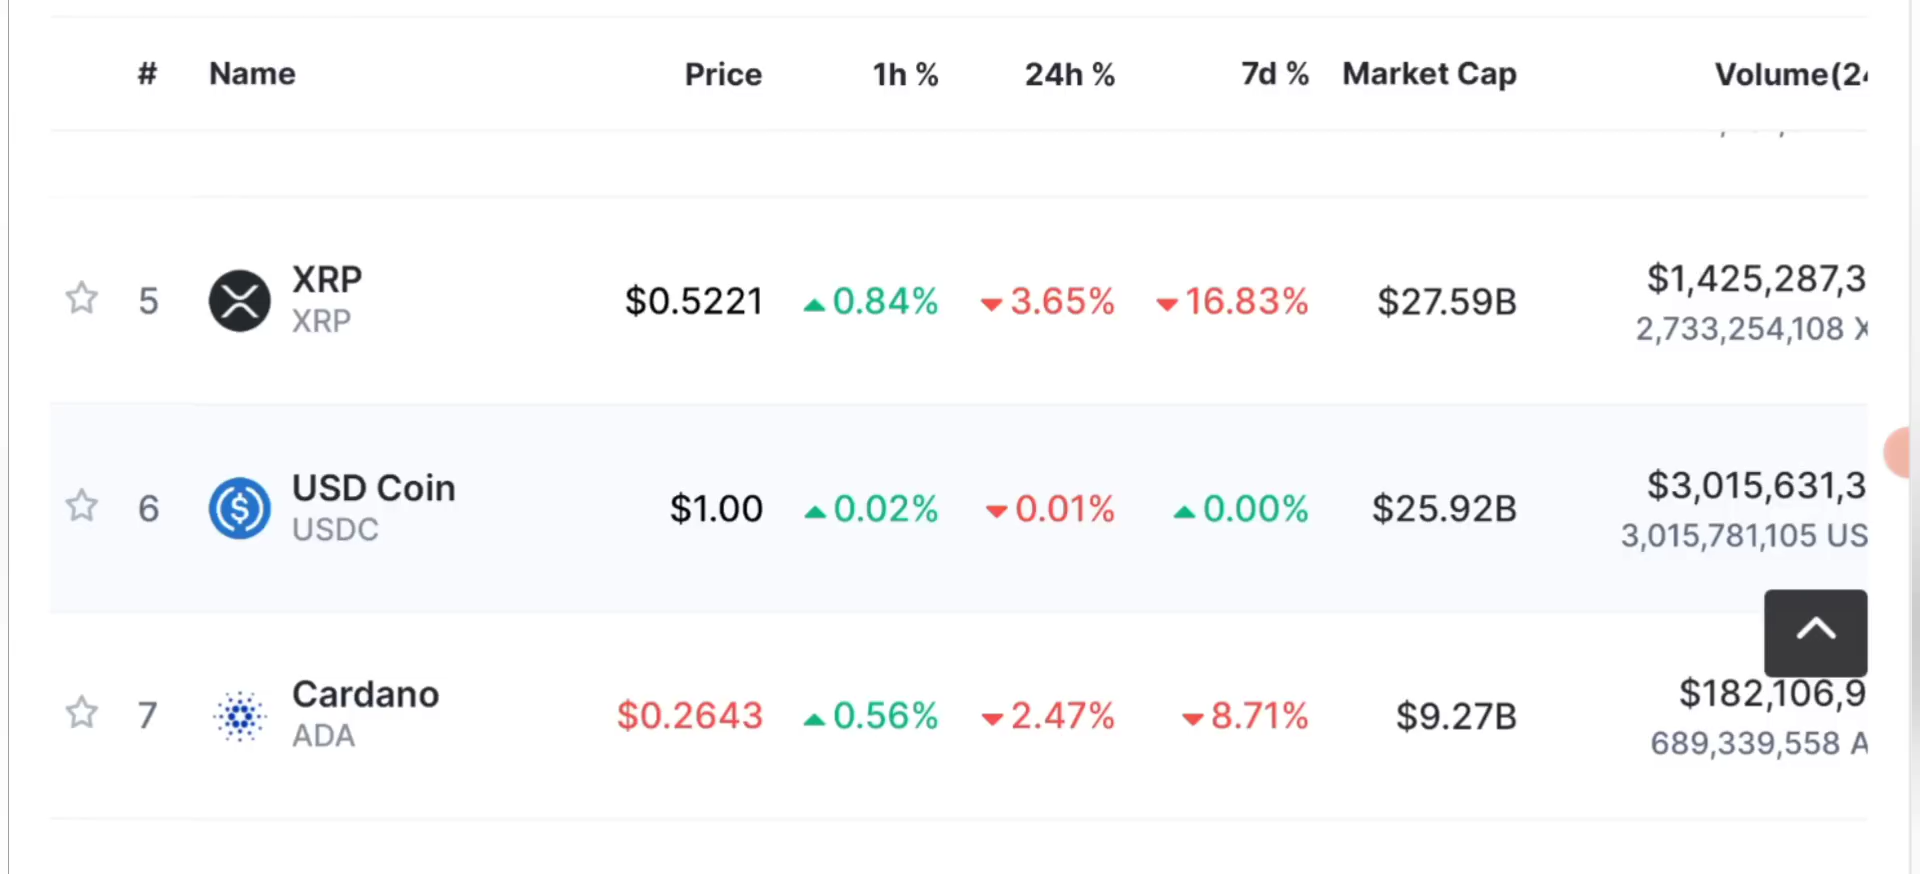 # Name Price 1h % 24h % 7d % Market Cap Volume(24
XRP
5 $0.5221 0.84% 3.65% 16.83% $27.59B $1,425,287,3
XRP 2,733,254,108 X
USD Coin
6 $1.00 0.02% 0.01% 0.00% $25.92B $3,015,631,3
USDC 3,015,781,105 US
Cardano
7 $0.2643 0.56% 2.47% 8.71% $9.27B $182,106,9
ADA 689,339,558 A